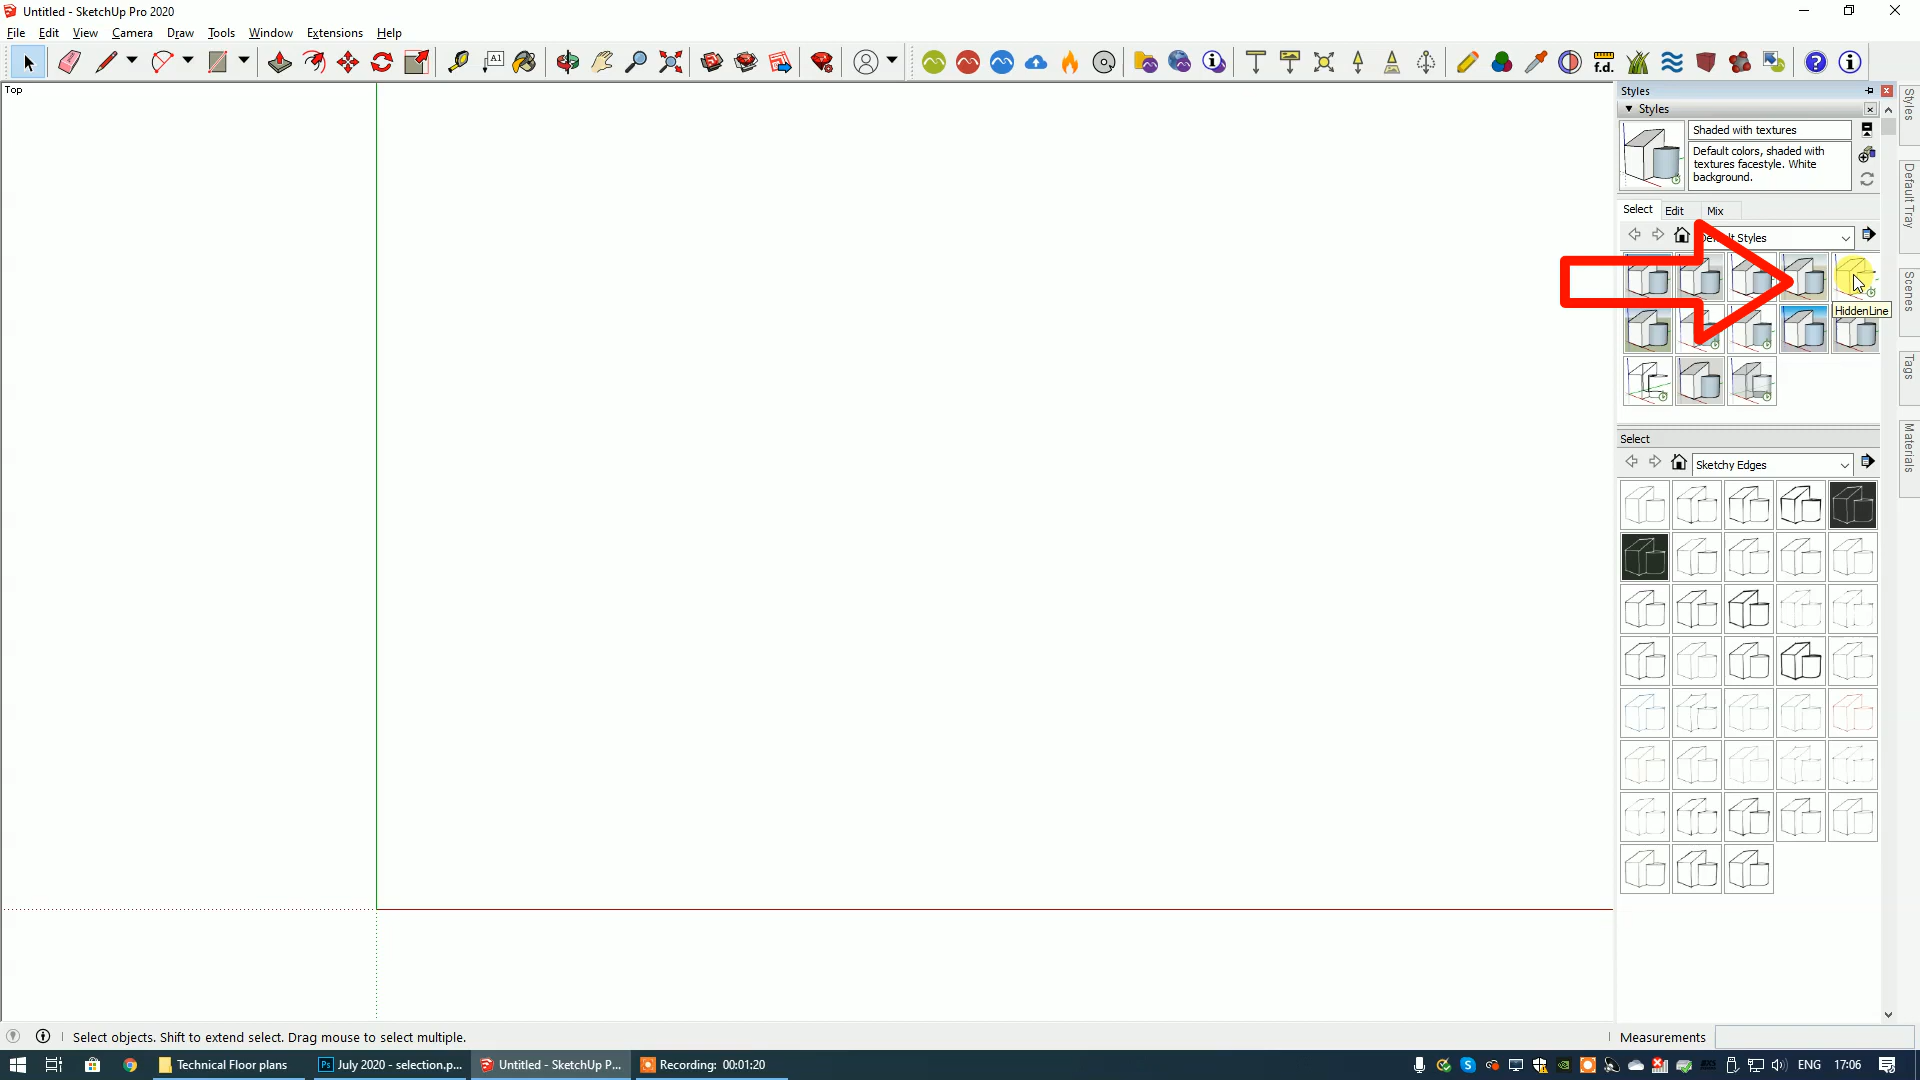 Untitled - SketchUp Pro 2020
File Edit View Camera Draw Tools Window Extensions Help
A1
f.d.
Top
Styles
Styles
Shaded with textures
Default colors, shaded with
textures facestyle. White
background.
Select Edit Mix
Styles
HiddenLine
Select
Sketchy Edges
Styles
Default Tray
Scenes
Tags
Materials
Select objects. Shift to extend select. Drag mouse to select multiple.
Measurements
Technical Floor plans
Ps July 2020 - selection.p...
Untitled - SketchUp P...
Recording: 00:01:20
ENG
17:06